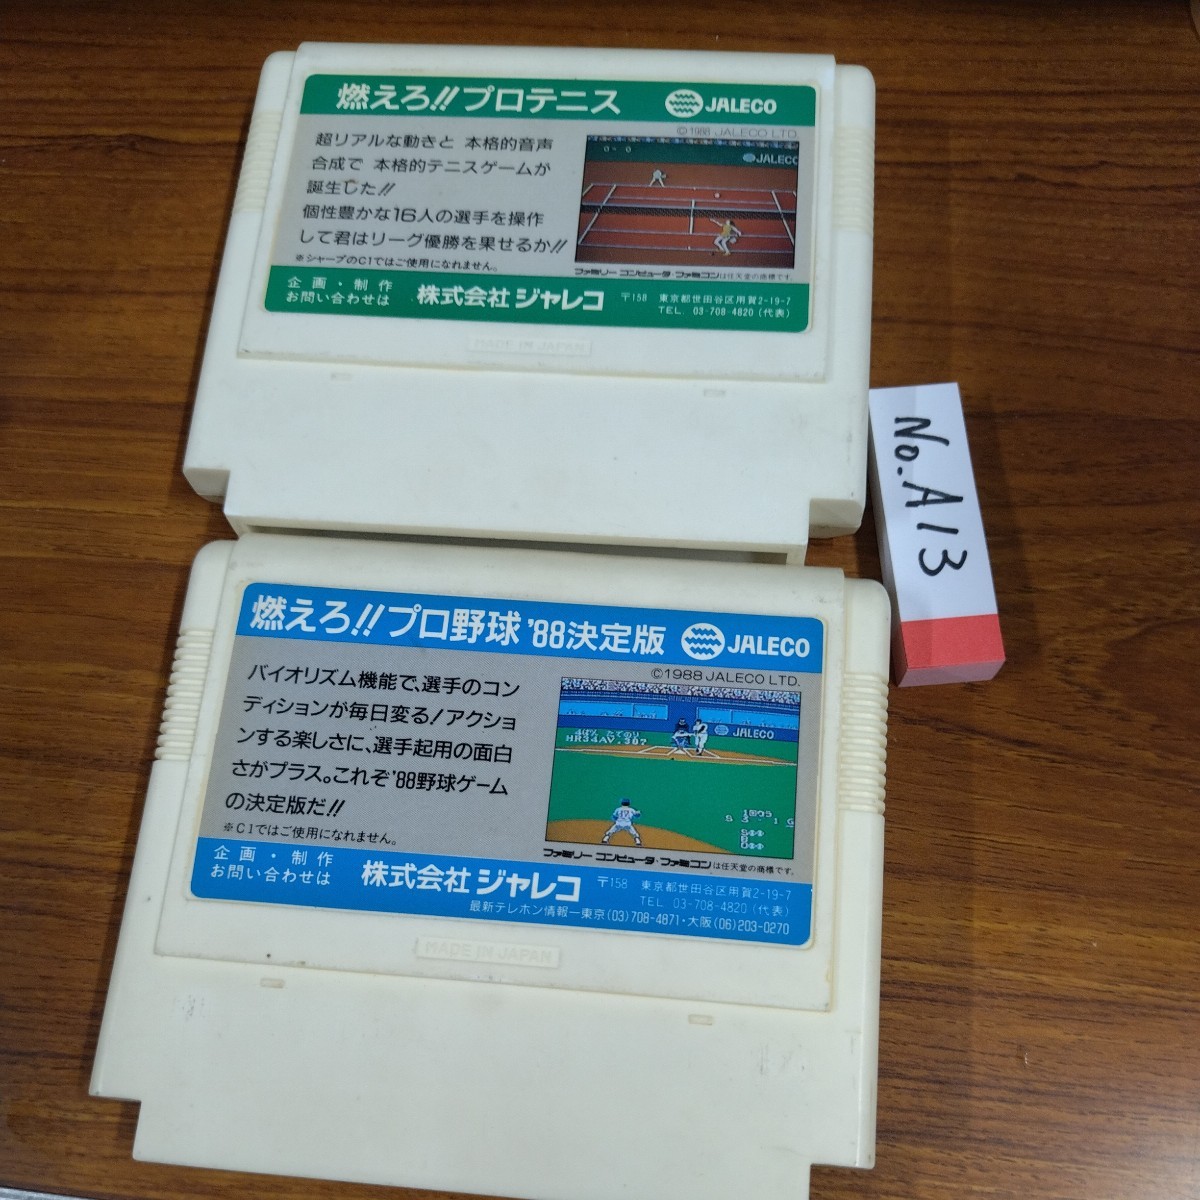 燃えろ!!プロテニス JALECO
©1988 JALECO LTD.
超リアルな動きと 本格的音声
合成で 本格的テニスゲームが
誕生した!!
個性豊かな16人の選手を操作
して君はリーグ優勝を果せるか!!
※シャープのC1ではご使用になれません。
0- 0
JALECO
ファミリー コンピュータ・ファミコンは任天堂の商標です。
企画・制作
お問い合わせは
株式会社 ジャレコ
〒158 東京都世田谷区用賀2-19-7
TEL. 03-708-4820 (代表)
MADE IN JAPAN
No.A13
燃えろ!!プロ野球'88決定版 JALECO
©1988 JALECO LTD.
バイオリズム機能で、選手のコン
ディションが毎日変る!アクショ
ンする楽しさに、選手起用の面白
さがプラス。これぞ'88野球ゲーム
の決定版だ!!
※C1ではご使用になれません。
HR34AV.387
JALECO
ファミリー コンピュータ・ファミコンは任天堂の商標です。
企画・制作
お問い合わせは
株式会社 ジャレコ
〒158 東京都世田谷区用賀2-19-7
TEL 03-708-4820 (代表)
最新テレホン情報ー東京(03)708-4871・大阪(06)203-0270
MADE IN JAPAN